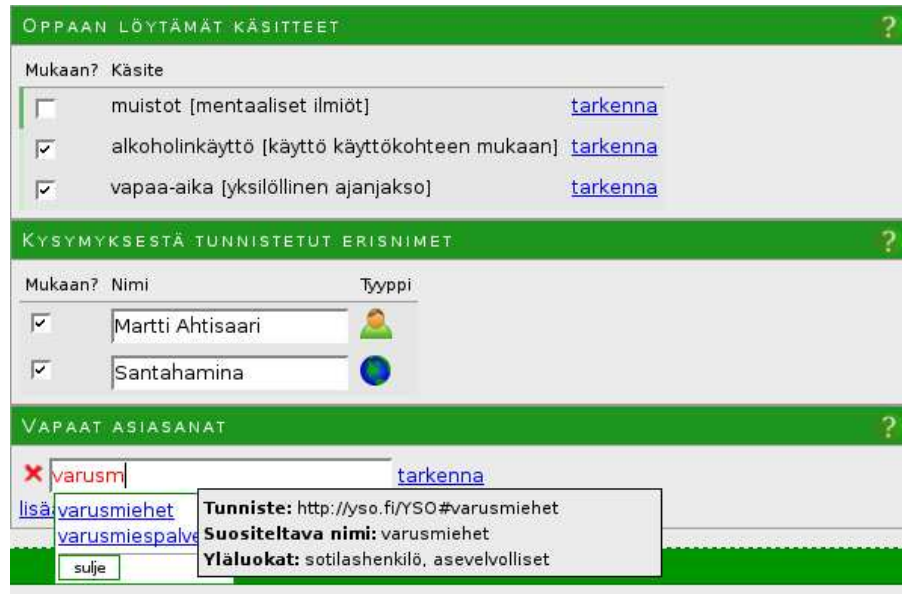 OPPAAN LÖYTÄMÄT KÄSITTEET ?
Mukaan? Käsite
muistot [mentaaliset ilmiöt] tarkenna
alkoholinkäyttö [käyttö käyttökohteen mukaan] tarkenna
vapaa-aika [yksilöllinen ajanjakso] tarkenna
KYSYMYKSESTÄ TUNNISTETUT ERISNIMET ?
Mukaan? Nimi Tyyppi
Martti Ahtisaari
Santahamina
VAPAAT ASIASANAT ?
varusm tarkenna
lisää
varusmiehet
varusmiespalve
sulje
Tunniste: http://yso.fi/YSO#varusmiehet
Suositeltava nimi: varusmiehet
Yläluokat: sotilashenkilö, asevelvolliset